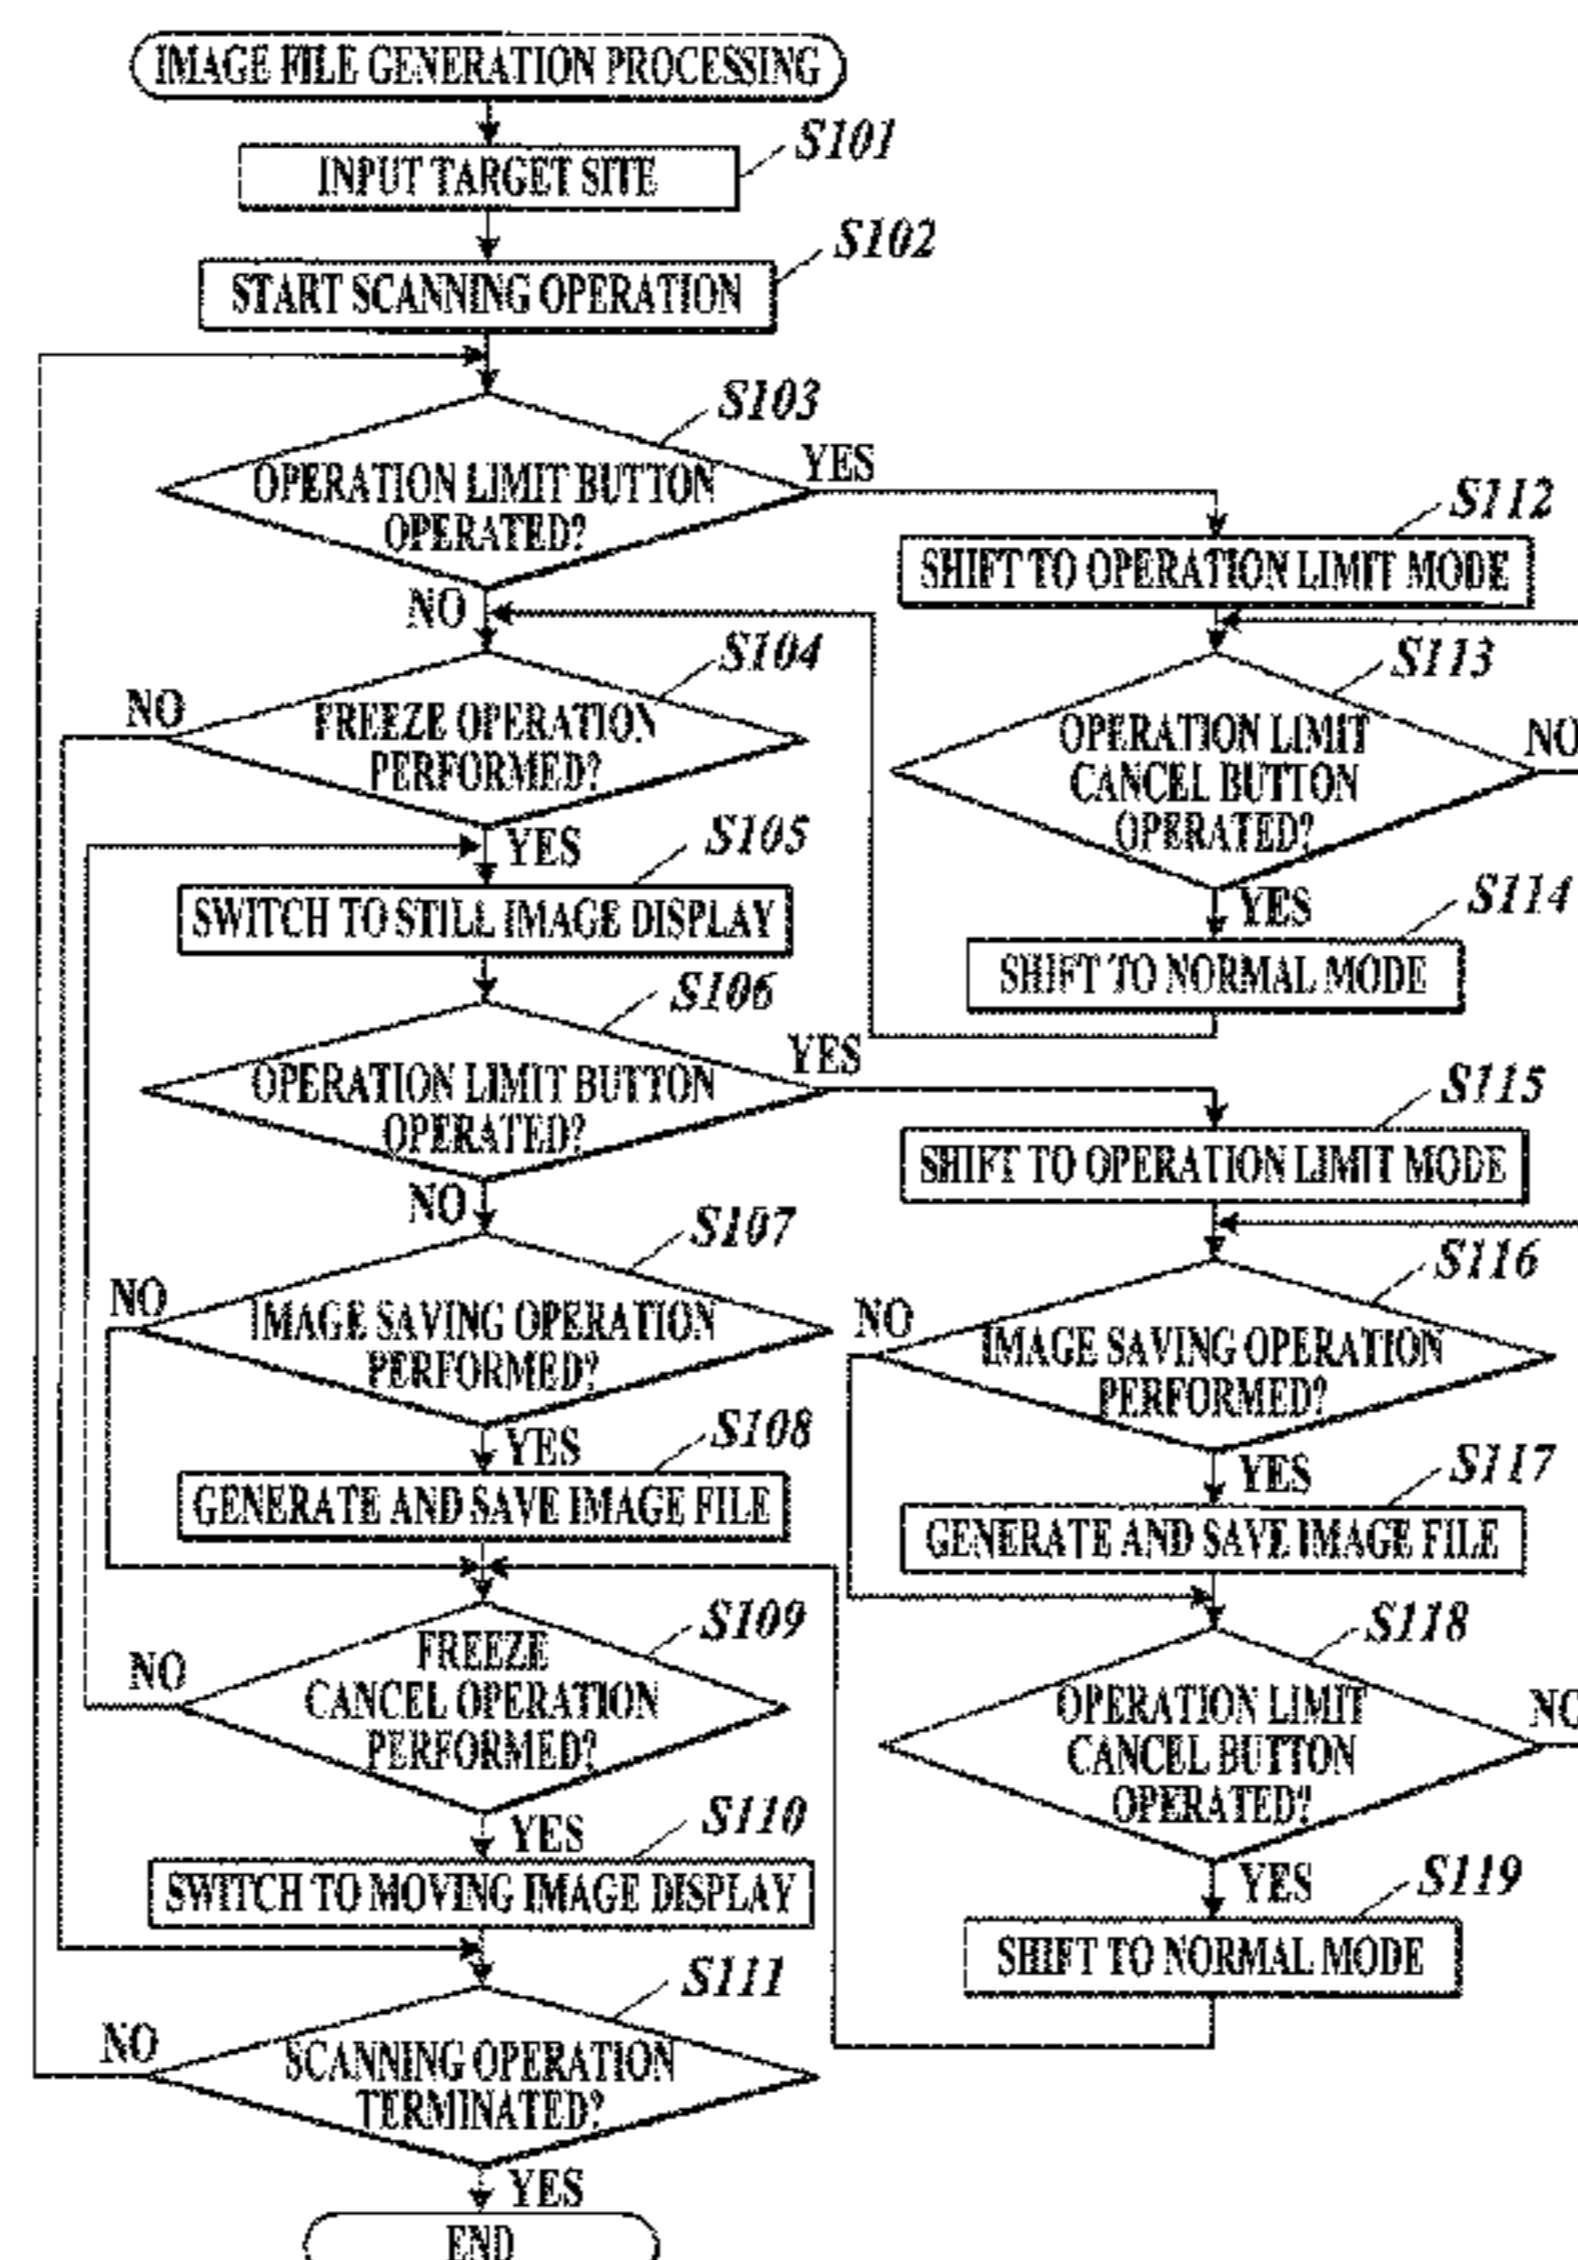 IMAGE FILE GENERATION PROCESSING
S101
INPUT TARGET SITE
S102
START SCANNING OPERATION
S103
OPERATION LIMIT BUTTON
OPERATED?
YES
NO
S104
FREEZE OPERATION
PERFORMED?
NO
YES
S105
SWITCH TO STILL IMAGE DISPLAY
S106
OPERATION LIMIT BUTTON
OPERATED?
YES
NO
S107
IMAGE SAVING OPERATION
PERFORMED?
NO
YES
S108
GENERATE AND SAVE IMAGE FILE
S109
FREEZE
CANCEL OPERATION
PERFORMED?
NO
YES
S110
SWITCH TO MOVING IMAGE DISPLAY
S111
SCANNING OPERATION
TERMINATED?
NO
YES
END
S112
SHIFT TO OPERATION LIMIT MODE
S113
OPERATION LIMIT
CANCEL BUTTON
OPERATED?
NO
YES
S114
SHIFT TO NORMAL MODE
S115
SHIFT TO OPERATION LIMIT MODE
S116
IMAGE SAVING OPERATION
PERFORMED?
NO
YES
S117
GENERATE AND SAVE IMAGE FILE
S118
OPERATION LIMIT
CANCEL BUTTON
OPERATED?
NO
YES
S119
SHIFT TO NORMAL MODE